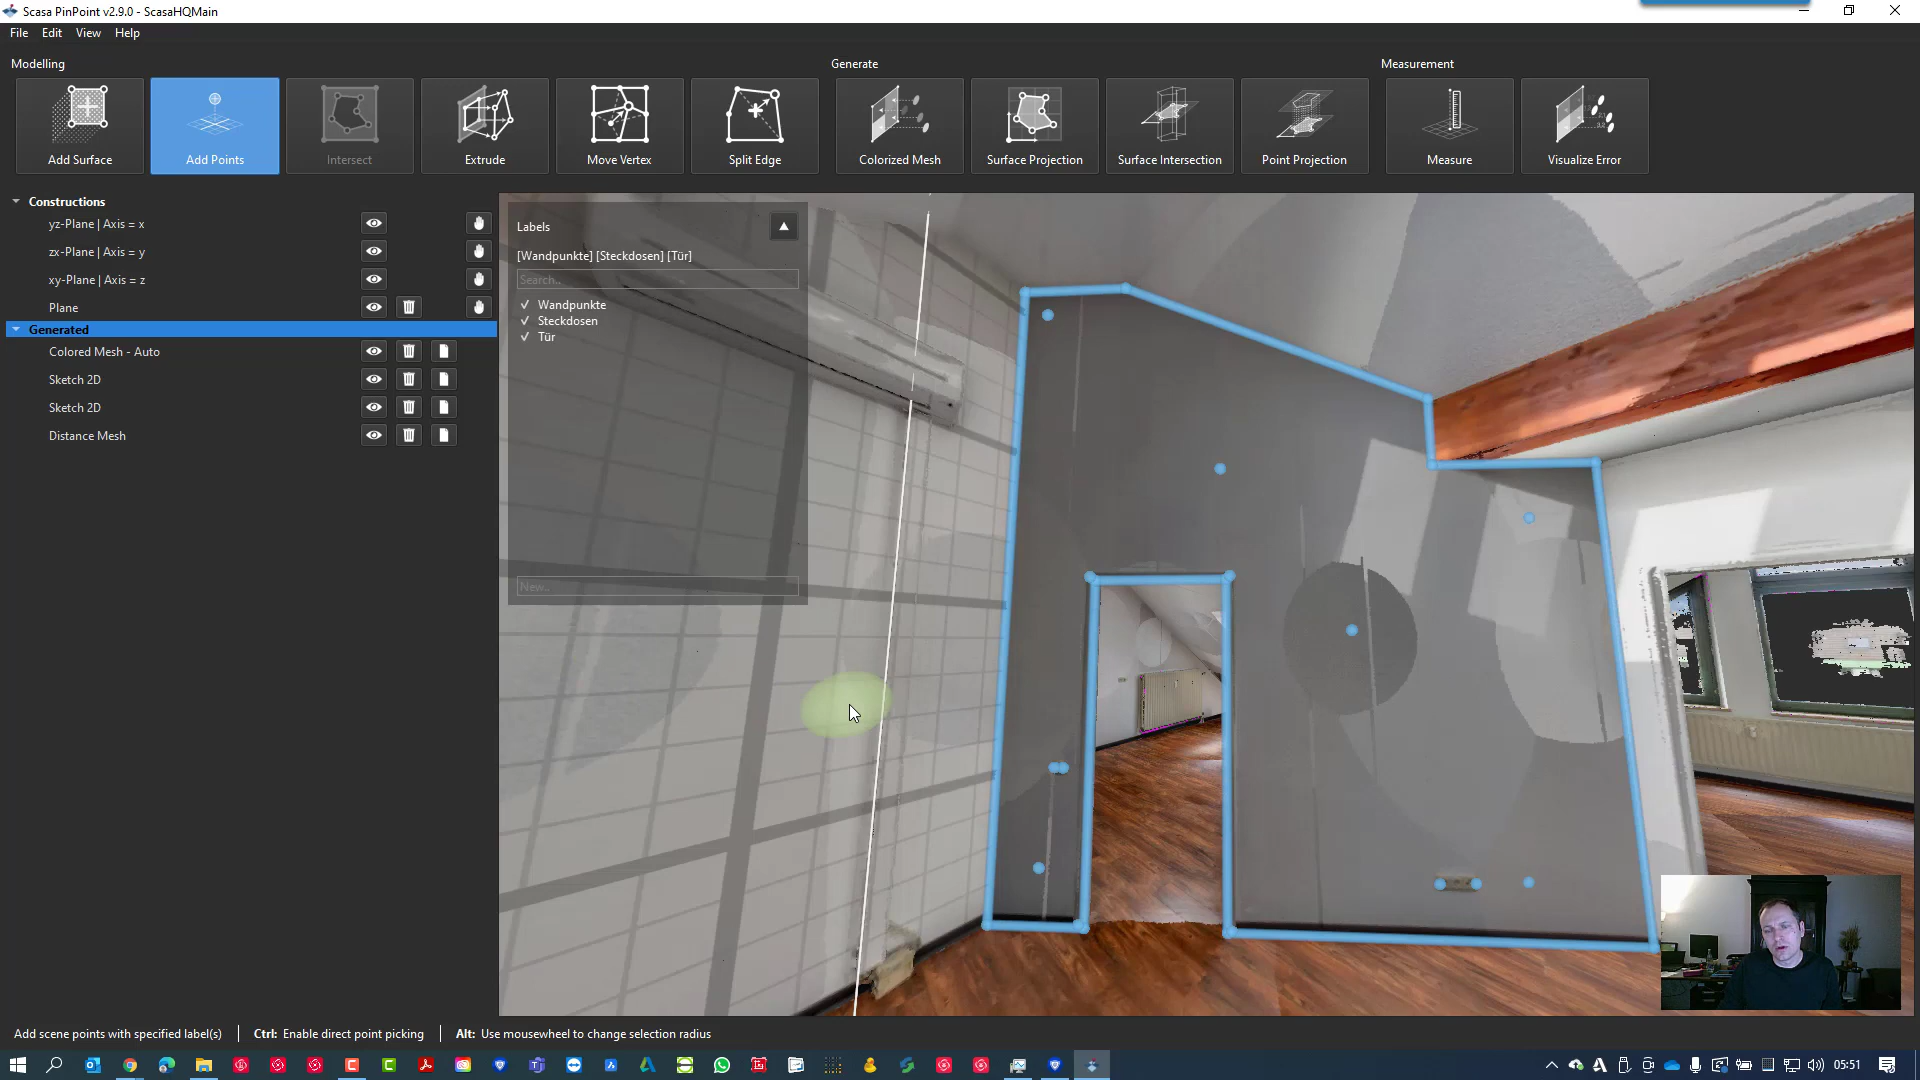 Scasa PinPoint v2.9.0 - ScasaHQMain
File Edit View Help
Modelling
Generate
Measurement
Add Surface
Add Points
Intersect
Extrude
Move Vertex
Split Edge
Colorized Mesh
Surface Projection
Surface Intersection
Point Projection
Measure
Visualize Error
Constructions
yz-Plane | Axis = x
zx-Plane | Axis = y
xy-Plane | Axis = z
Plane
Generated
Colored Mesh - Auto
Sketch 2D
Sketch 2D
Distance Mesh
Labels
[Wandpunkte] [Steckdosen] [Tür]
Search..
✓ Wandpunkte
✓ Steckdosen
✓ Tür
New..
Add scene points with specified label(s) Ctrl: Enable direct point picking Alt: Use mousewheel to change selection radius
05:51